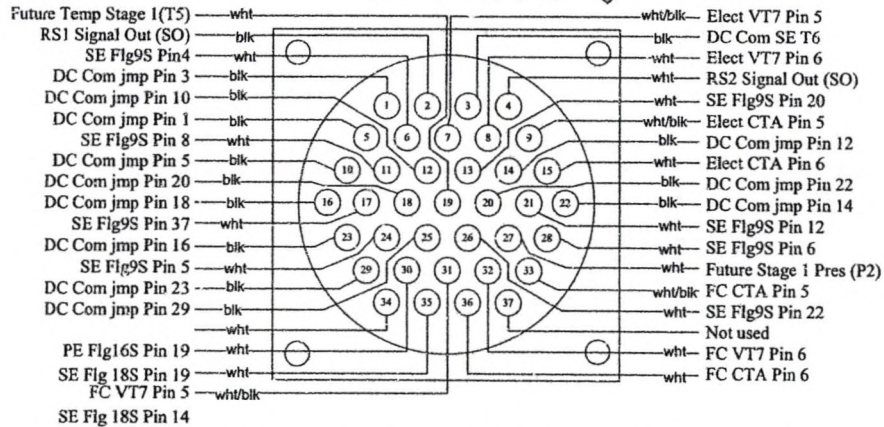 Future Temp Stage 1(T5) wht
RS1 Signal Out (SO) blk
SE Flg9S Pin4 wht
DC Com jmp Pin 3 blk
DC Com jmp Pin 10 blk
DC Com jmp Pin 1 blk
SE Flg9S Pin 8 wht
DC Com jmp Pin 5 blk
DC Com jmp Pin 20 blk
DC Com jmp Pin 18 blk
SE Flg9S Pin 37 wht
DC Com jmp Pin 16 blk
SE Flg9S Pin 5 wht
DC Com jmp Pin 23 blk
DC Com jmp Pin 29 blk
wht
PE Flg16S Pin 19 wht
SE Flg 18S Pin 19 wht
FC VT7 Pin 5 wht/blk
SE Flg 18S Pin 14
1 2 3 4
5 6 7 8 9
10 11 12 13 14 15
16 17 18 19 20 21 22
23 24 25 26 27 28
29 30 31 32 33
34 35 36 37
wht/blk Elect VT7 Pin 5
blk DC Com SE T6
wht Elect VT7 Pin 6
wht RS2 Signal Out (SO)
wht SE Flg9S Pin 20
wht/blk Elect CTA Pin 5
blk DC Com jmp Pin 12
wht Elect CTA Pin 6
blk DC Com jmp Pin 22
blk DC Com jmp Pin 14
wht SE Flg9S Pin 12
wht SE Flg9S Pin 6
wht Future Stage 1 Pres (P2)
wht/blk FC CTA Pin 5
wht SE Flg9S Pin 22
Not used
wht FC VT7 Pin 6
wht FC CTA Pin 6